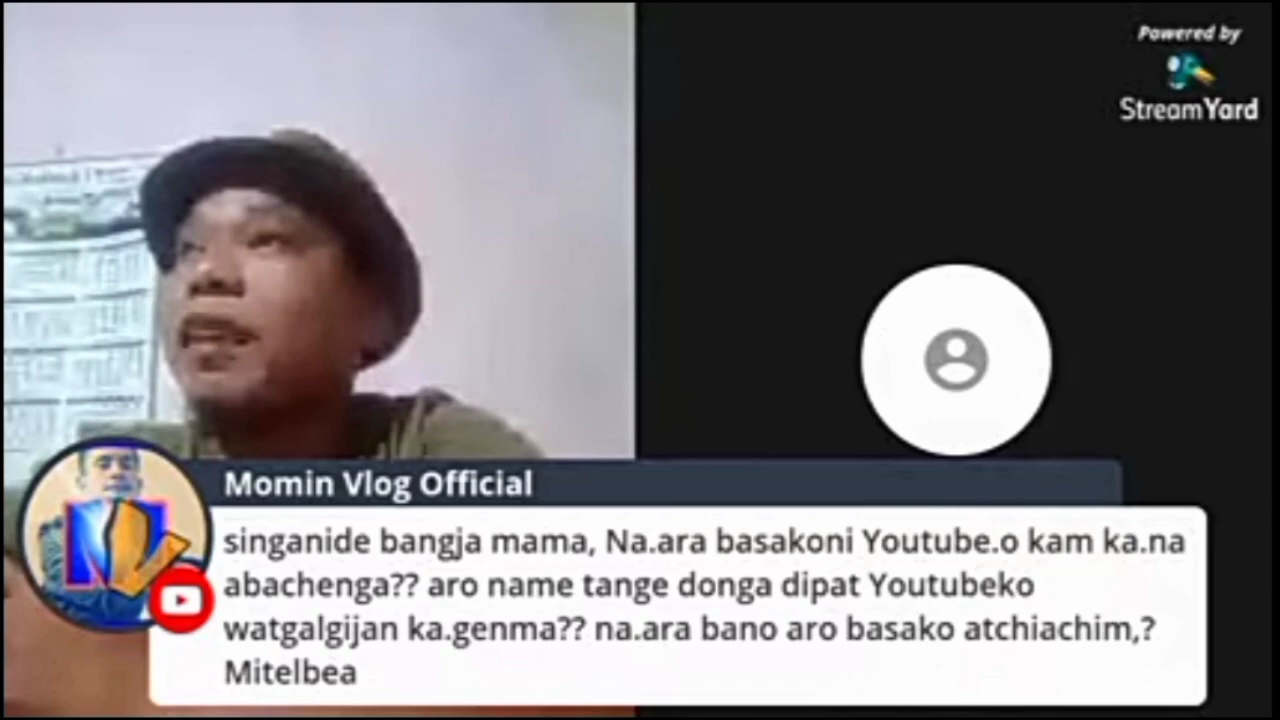 Powered by
StreamYard
Momin Vlog Official
singanide bangja mama, Na.ara basakoni Youtube.o kam ka.na
abachenga?? aro name tange donga dipat Youtubeko
watgalgijan ka.genma?? na.ara bano aro basako atchiachim,?
Mitelbea